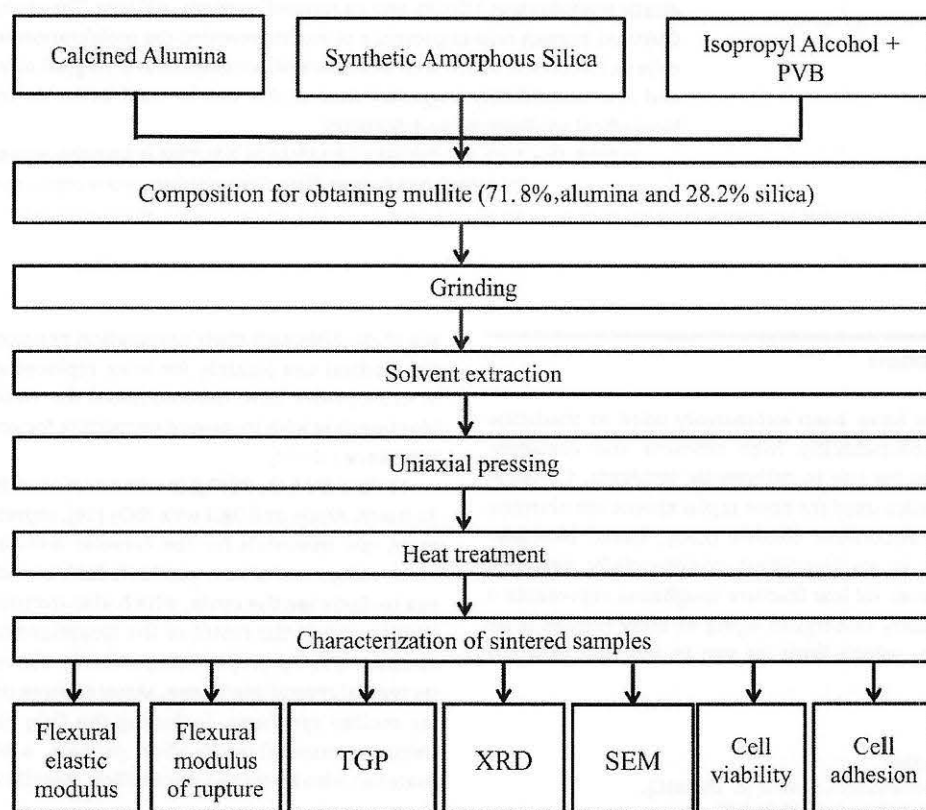 Calcined Alumina
Synthetic Amorphous Silica
Isopropyl Alcohol +
PVB
Composition for obtaining mullite (71.8%,alumina and 28.2% silica)
Grinding
Solvent extraction
Uniaxial pressing
Heat treatment
Characterization of sintered samples
Flexural
elastic
modulus
Flexural
modulus
of rupture
TGP
XRD
SEM
Cell
viability
Cell
adhesion